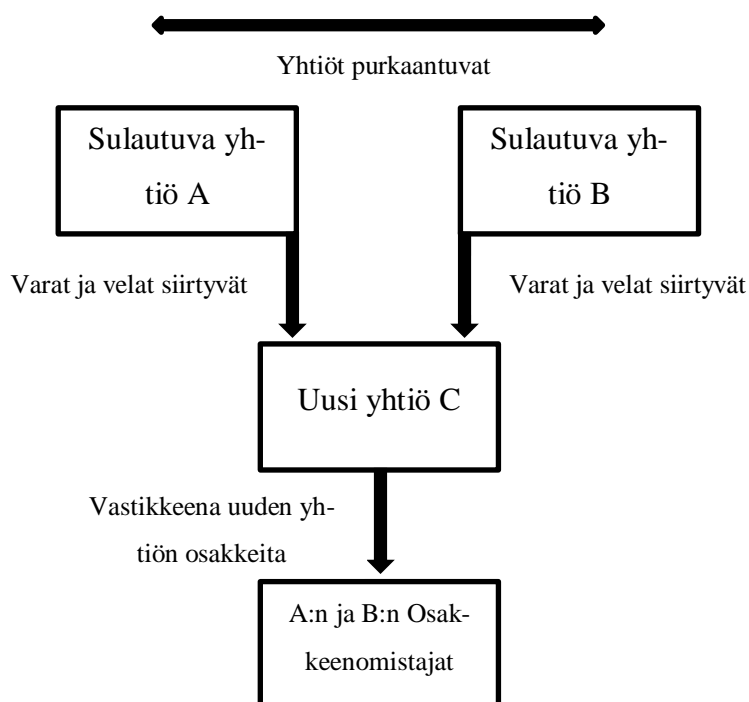 Yhtiöt purkaantuvat
Sulautuva yh-
tiö A
Sulautuva yh-
tiö B
Varat ja velat siirtyvät
Varat ja velat siirtyvät
Uusi yhtiö C
Vastikkeena uuden yh-
tiön osakkeita
A:n ja B:n Osak-
keenomistajat